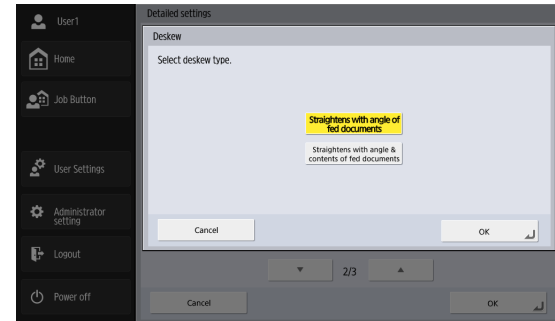 User1
Home
Job Button
User Settings
Administrator
setting
Logout
Power off
Detailed settings
Deskew
Select deskew type.
Straightens with angle of
fed documents
Straightens with angle &
contents of fed documents
Cancel
OK
2/3
Cancel
OK